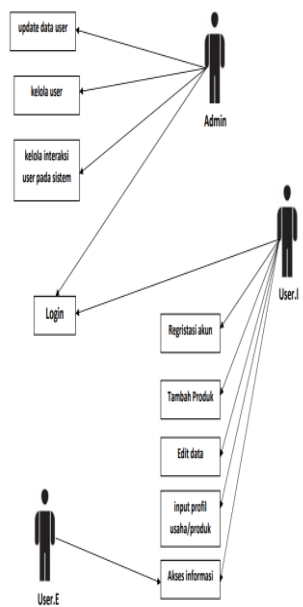 update data user
Admin
kelola user
kelola interaksi
user pada sistem
User.I
Login
Regristasi akun
Tambah Produk
Edit data
input profil
usaha/produk
Akses informasi
User.E